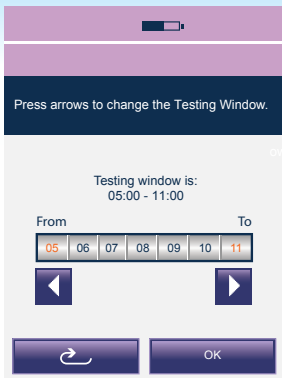 Press arrows to change the Testing Window.
Testing window is:
05:00 - 11:00
From To
05 06 07 08 09 10 11
OK